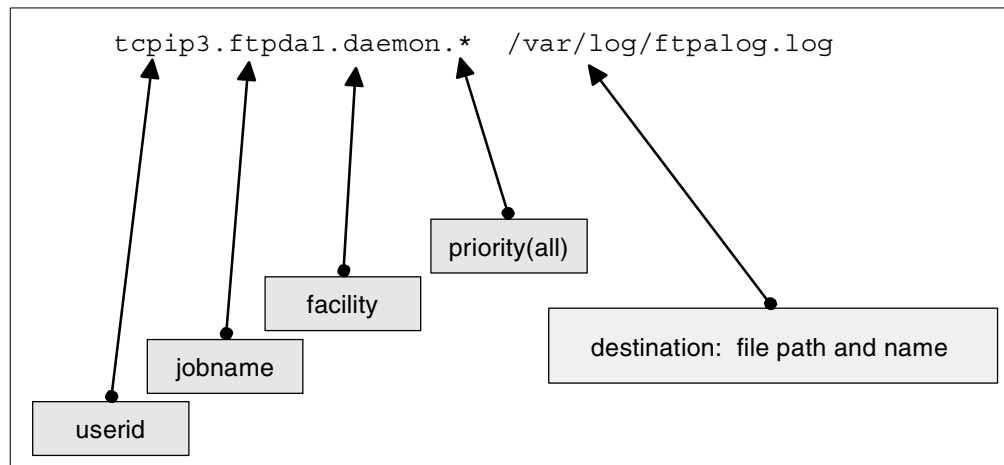 tcpip3.ftpda1.daemon.* /var/log/ftpalog.log
priority(all)
facility
destination: file path and name
jobname
userid